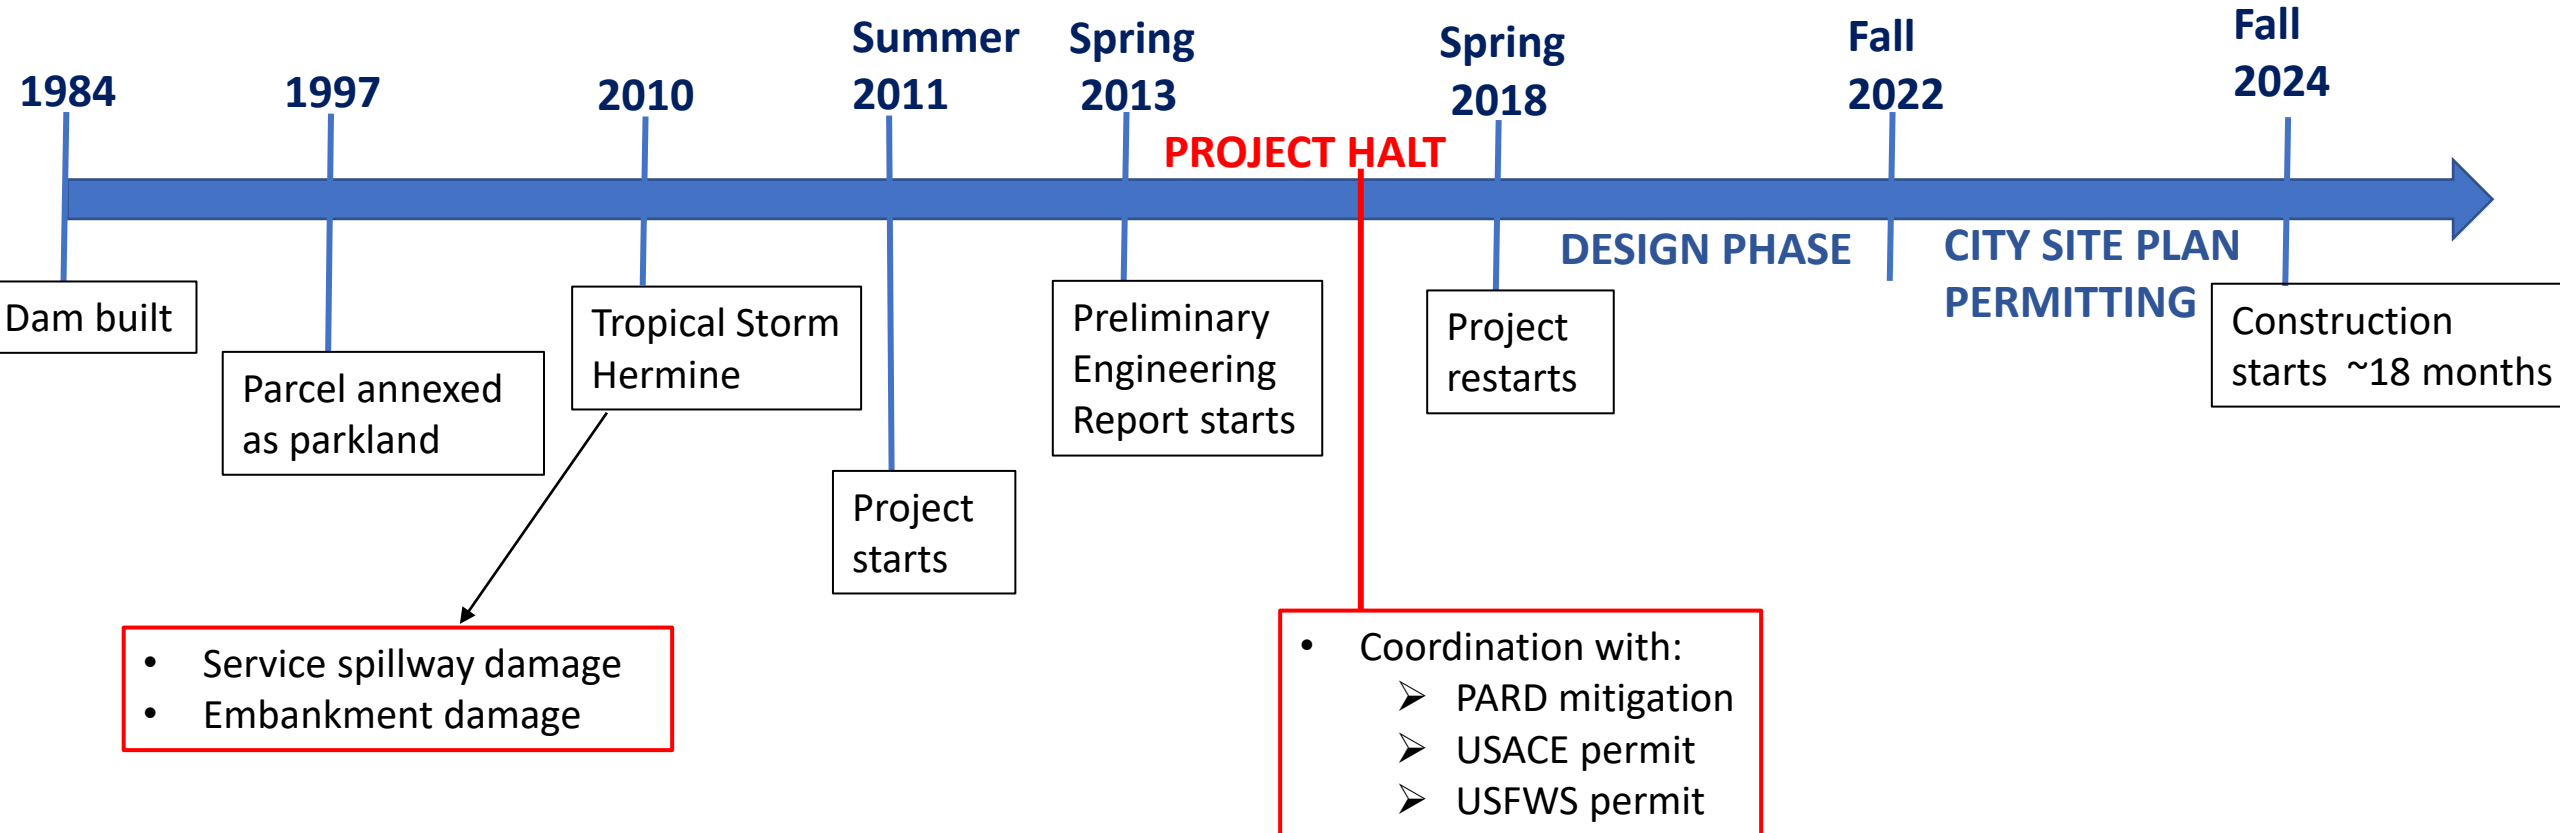 1984
1997
2010
Summer
2011
Spring
2013
PROJECT HALT
Spring
2018
Fall
2022
Fall
2024
DESIGN PHASE
CITY SITE PLAN
PERMITTING
Dam built
Parcel annexed
as parkland
Tropical Storm
Hermine
Project
starts
Preliminary
Engineering
Report starts
Project
restarts
Construction
starts ~18 months
• Service spillway damage
• Embankment damage
• Coordination with:
➢ PARD mitigation
➢ USACE permit
➢ USFWS permit